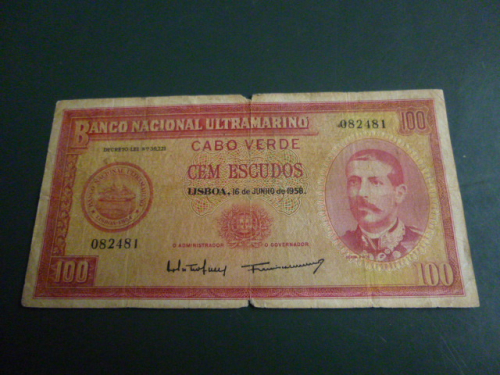 BANCO NACIONAL ULTRAMARINO
082481
100
CABO VERDE
CEM ESCUDOS
LISBOA, 16 de JUNHO de 1958.
082481
O ADMINISTRADOR
O GOVERNADOR
100
100